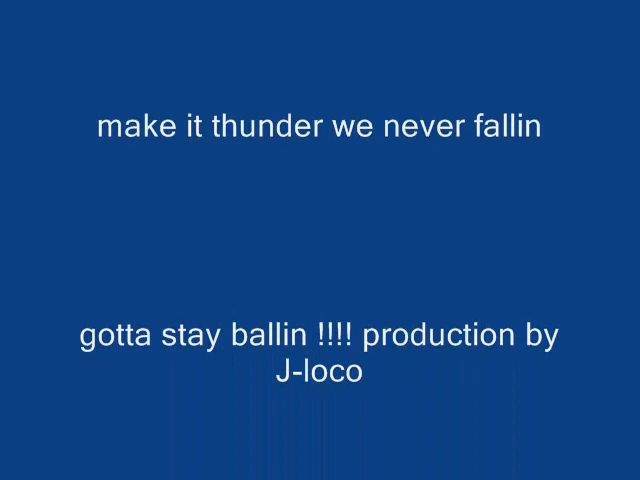 make it thunder we never fallin
gotta stay ballin !!!! production by
J-loco